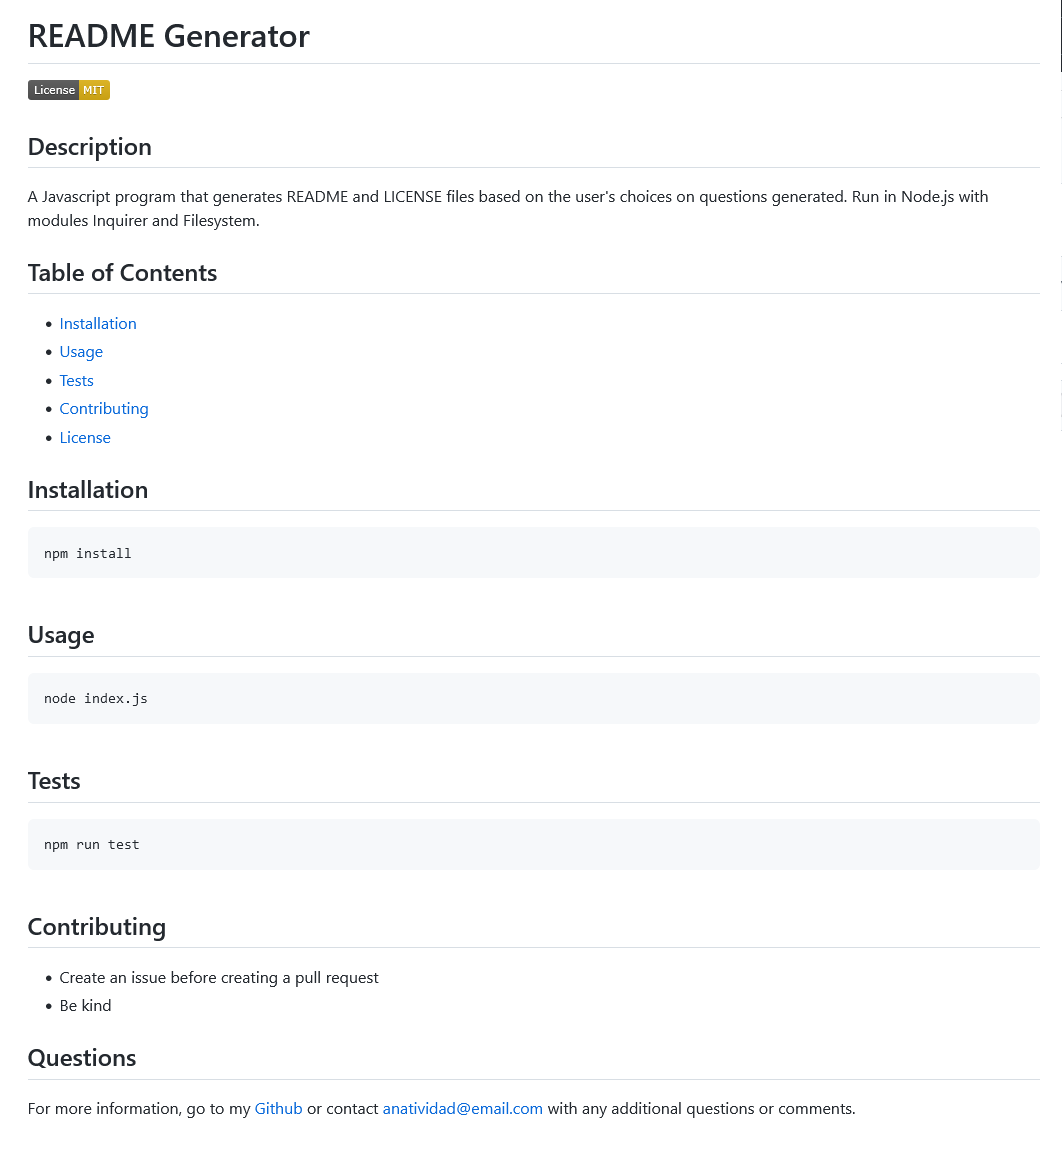 README Generator
License MIT
Description
A Javascript program that generates README and LICENSE files based on the user's choices on questions generated. Run in Node.js with
modules Inquirer and Filesystem.
Table of Contents
Installation
Usage
Tests
Contributing
License
Installation
npm install
Usage
node index.js
Tests
npm run test
Contributing
Create an issue before creating a pull request
Be kind
Questions
For more information, go to my Github or contact anatividad@email.com with any additional questions or comments.